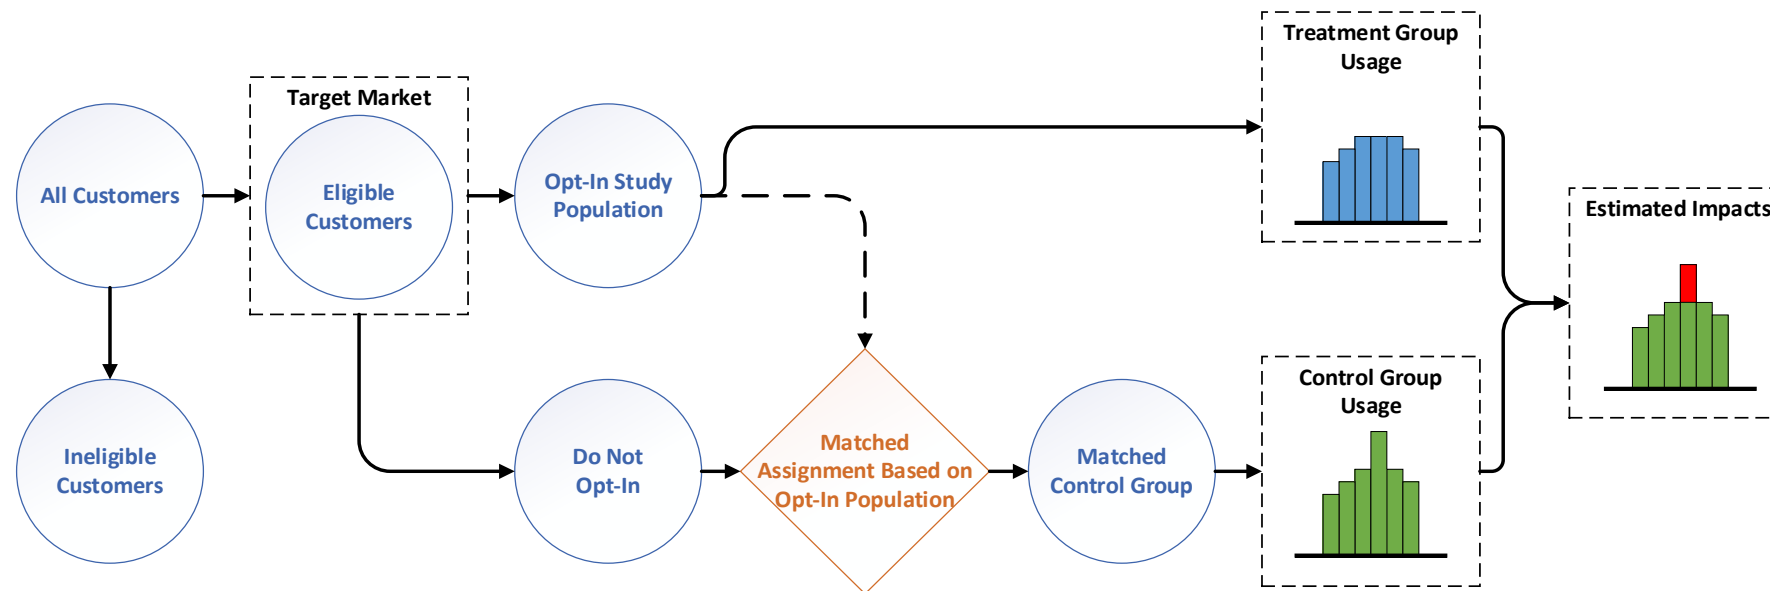 Treatment Group
Usage
Target Market
All Customers
Eligible
Customers
Opt-In Study
Population
Estimated Impacts
Control Group
Usage
Ineligible
Customers
Do Not
Opt-In
Matched
Assignment Based on
Opt-In Population
Matched
Control Group